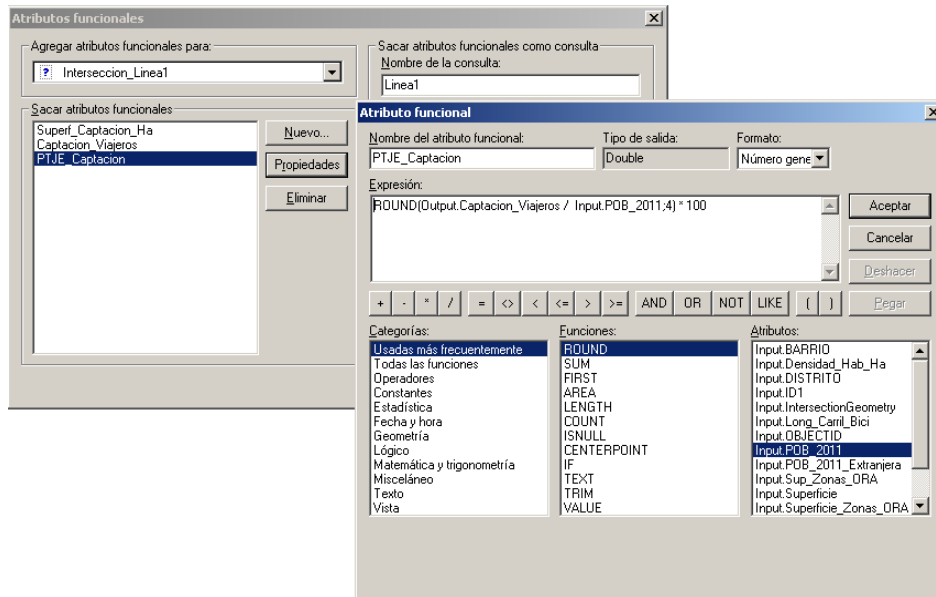 Atributos funcionales
Agregar atributos funcionales para:
Interseccion_Linea1
Sacar atributos funcionales como consulta
Nombre de la consulta:
Linea1
Sacar atributos funcionales
Superf_Captacion_Ha
Captacion_Viajeros
PTJE_Captacion
Nuevo...
Propiedades
Eliminar
Atributo funcional
Nombre del atributo funcional:
Tipo de salida:
Formato:
PTJE_Captacion
Double
Número gene
Expresión:
ROUND(Output.Captacion_Viajeros / Input.POB_2011;4) * 100
Aceptar
Cancelar
Deshacer
Pegar
+ - * / = <> < <= > >= AND OR NOT LIKE ( )
Categorías:
Usadas más frecuentemente
Todas las funciones
Operadores
Constantes
Estadística
Fecha y hora
Geometría
Lógico
Matemática y trigonometría
Misceláneo
Texto
Vista
Funciones:
ROUND
SUM
FIRST
AREA
LENGTH
COUNT
ISNULL
CENTERPOINT
IF
TEXT
TRIM
VALUE
Atributos:
Input.BARRIO
Input.Densidad_Hab_Ha
Input.DISTRITO
Input.ID1
Input.IntersectionGeometry
Input.Long_Carril_Bici
Input.OBJECTID
Input.POB_2011
Input.POB_2011_Extranjera
Input.Sup_Zonas_ORA
Input.Superficie
Input.Superficie_Zonas_ORA